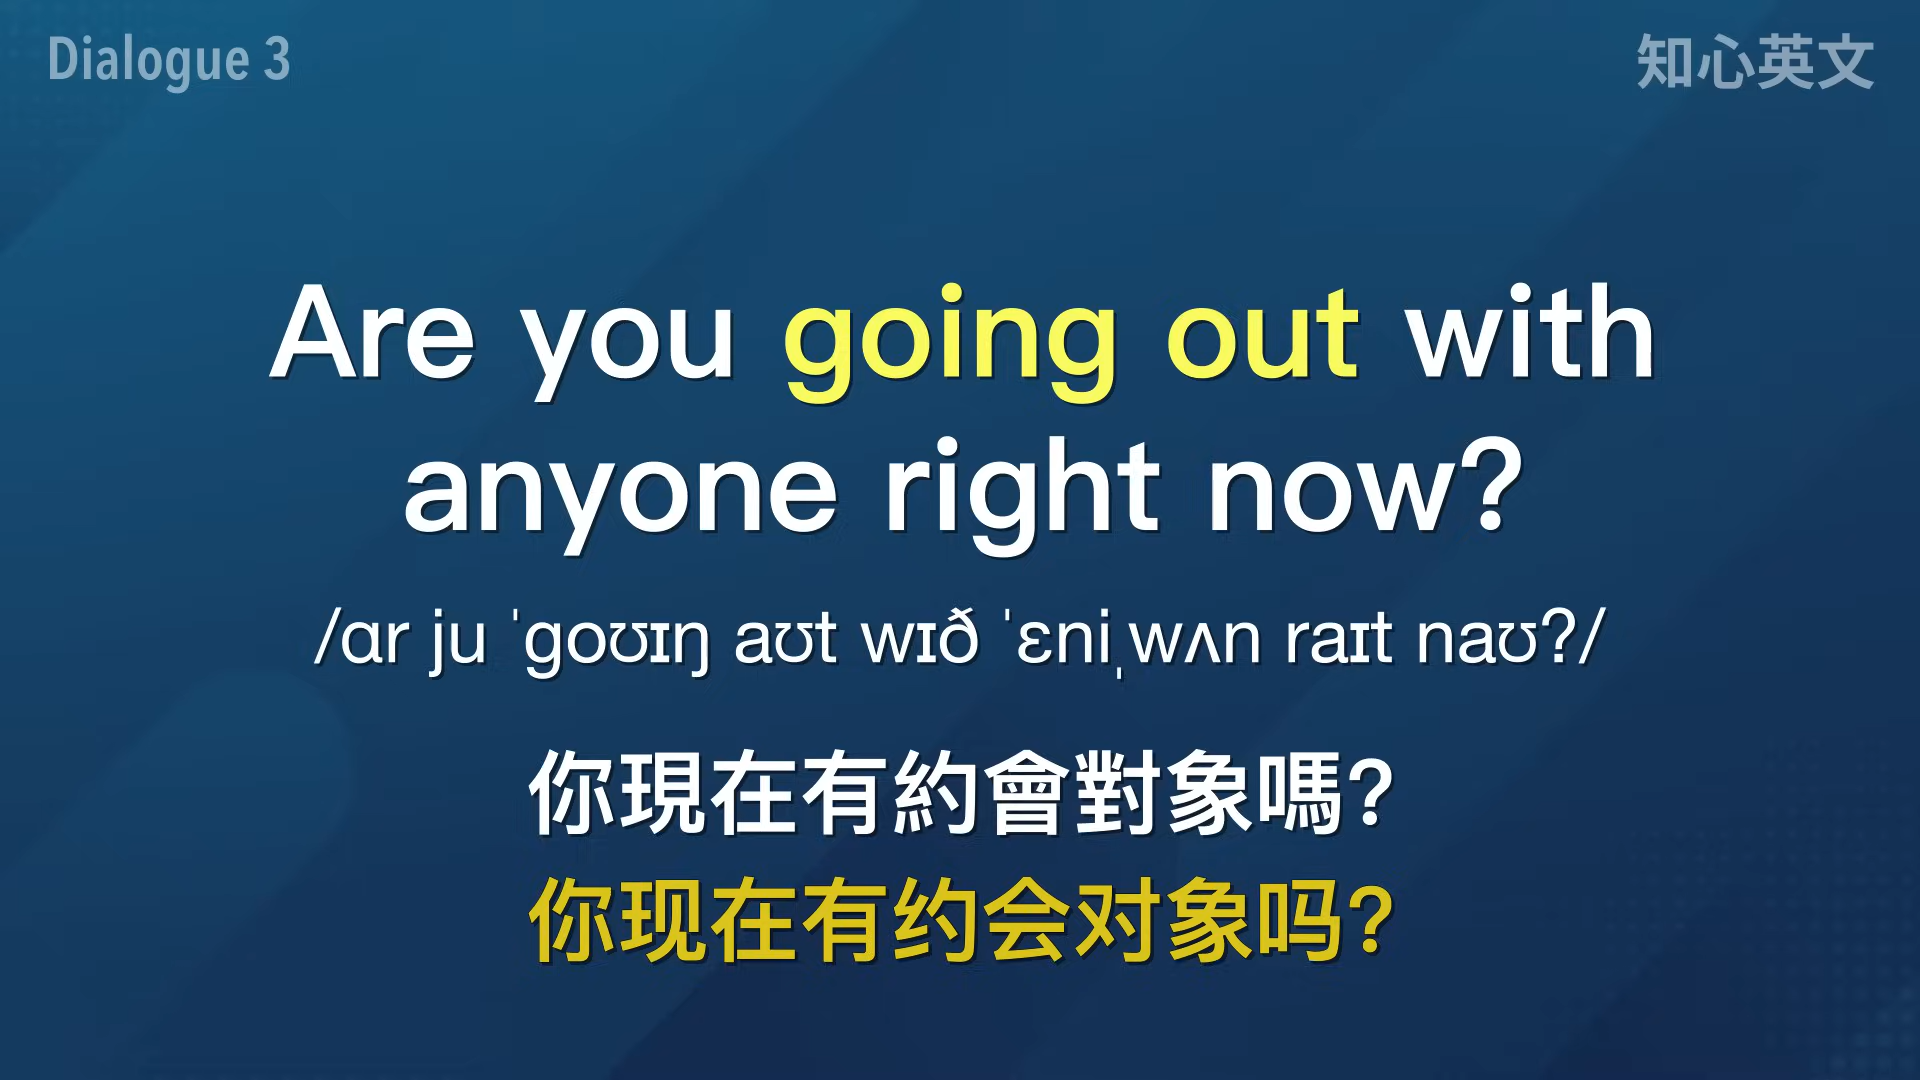 Dialogue 3
知心英文
Are you going out with
anyone right now?
/ɑr ju ˈgoʊɪŋ aʊt wɪð ˈɛniˌwʌn raɪt naʊ?/
你現在有約會對象嗎?
你现在有约会对象吗?